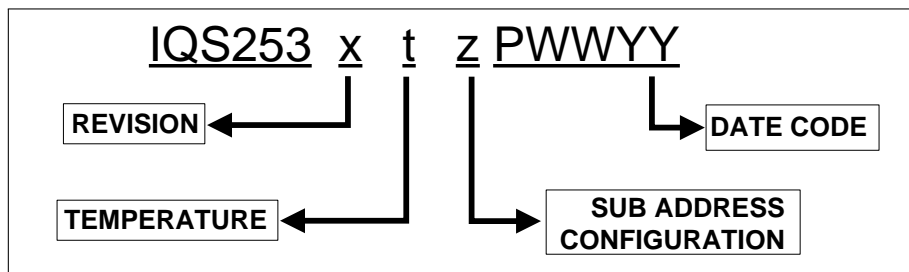 IQS253 x t z PWWYY
REVISION
DATE CODE
TEMPERATURE
SUB ADDRESS
CONFIGURATION